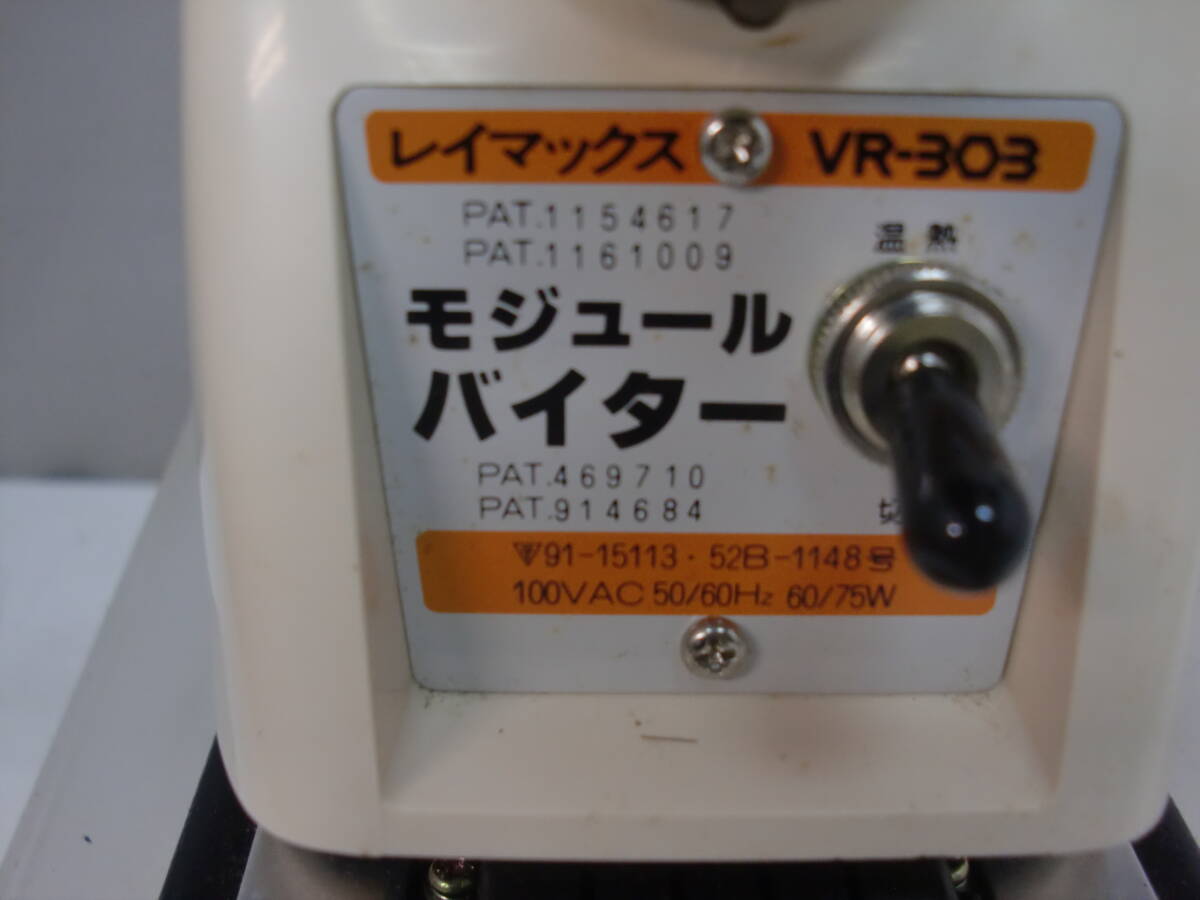 レイマックス VR-303
PAT.1154617
PAT.1161009
温熱
モジュール
バイター
PAT.469710
PAT.914684
切
〒91-15113・52B-1148号
100VAC 50/60Hz 60/75W